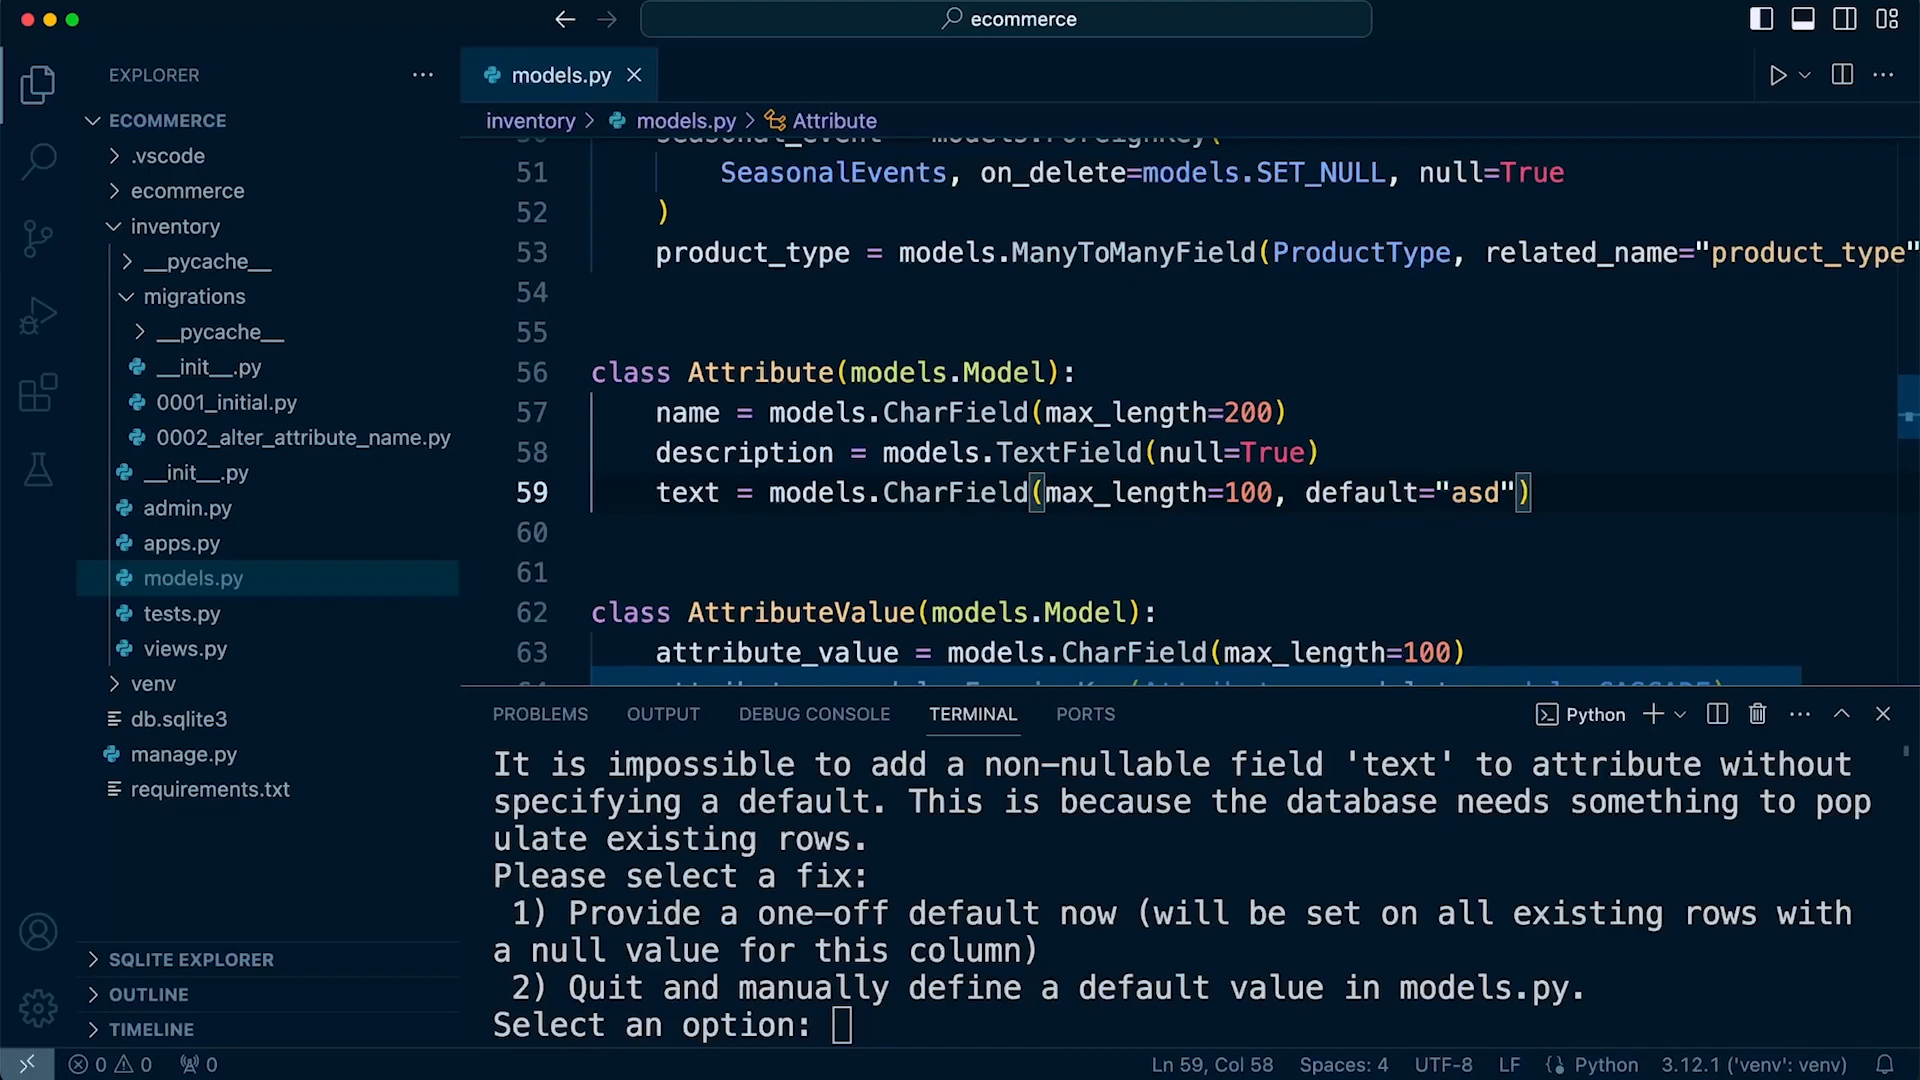 ecommerce
EXPLORER
models.py
ECOMMERCE
.vscode
ecommerce
inventory
__pycache__
migrations
__pycache__
__init__.py
0001_initial.py
0002_alter_attribute_name.py
__init__.py
admin.py
apps.py
models.py
tests.py
views.py
venv
db.sqlite3
manage.py
requirements.txt
SQLITE EXPLORER
OUTLINE
TIMELINE
inventory > models.py > Attribute
50 seasonal_event = models.ForeignKey(
51 SeasonalEvents, on_delete=models.SET_NULL, null=True
52 )
53 product_type = models.ManyToManyField(ProductType, related_name="product_type"
54
55
56 class Attribute(models.Model):
57 name = models.CharField(max_length=200)
58 description = models.TextField(null=True)
59 text = models.CharField(max_length=100, default="asd")
60
61
62 class AttributeValue(models.Model):
63 attribute_value = models.CharField(max_length=100)
PROBLEMS OUTPUT DEBUG CONSOLE TERMINAL PORTS Python
It is impossible to add a non-nullable field 'text' to attribute without
specifying a default. This is because the database needs something to pop
ulate existing rows.
Please select a fix:
1) Provide a one-off default now (will be set on all existing rows with
a null value for this column)
2) Quit and manually define a default value in models.py.
Select an option:
0 0 0 Ln 59, Col 58 Spaces: 4 UTF-8 LF Python 3.12.1 ('venv': venv)